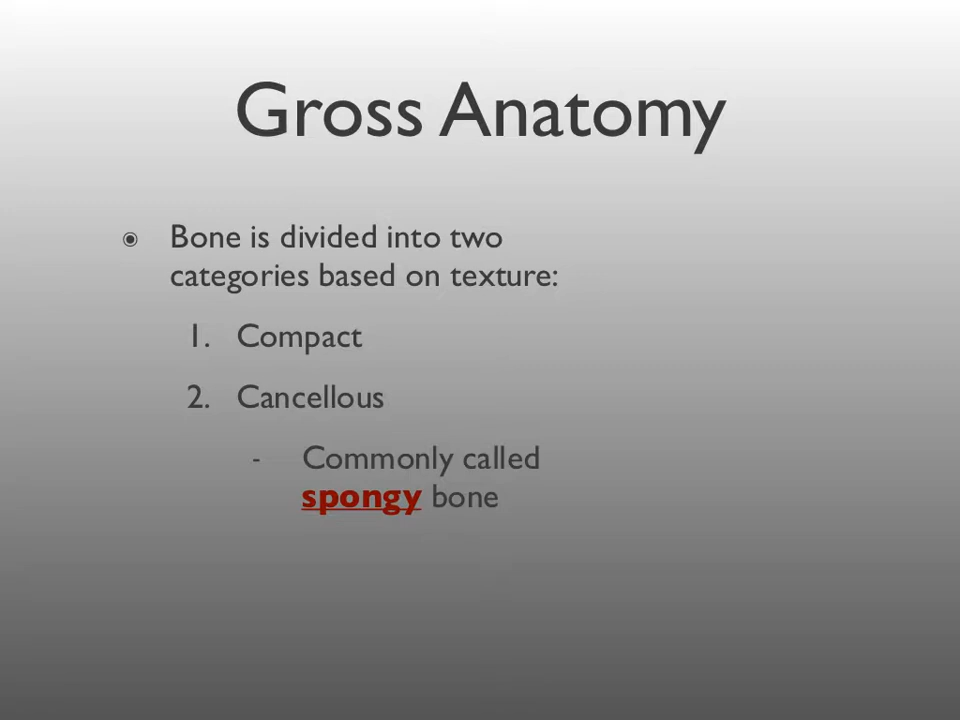 Gross Anatomy
◉ Bone is divided into two
categories based on texture:
1. Compact
2. Cancellous
- Commonly called
spongy bone